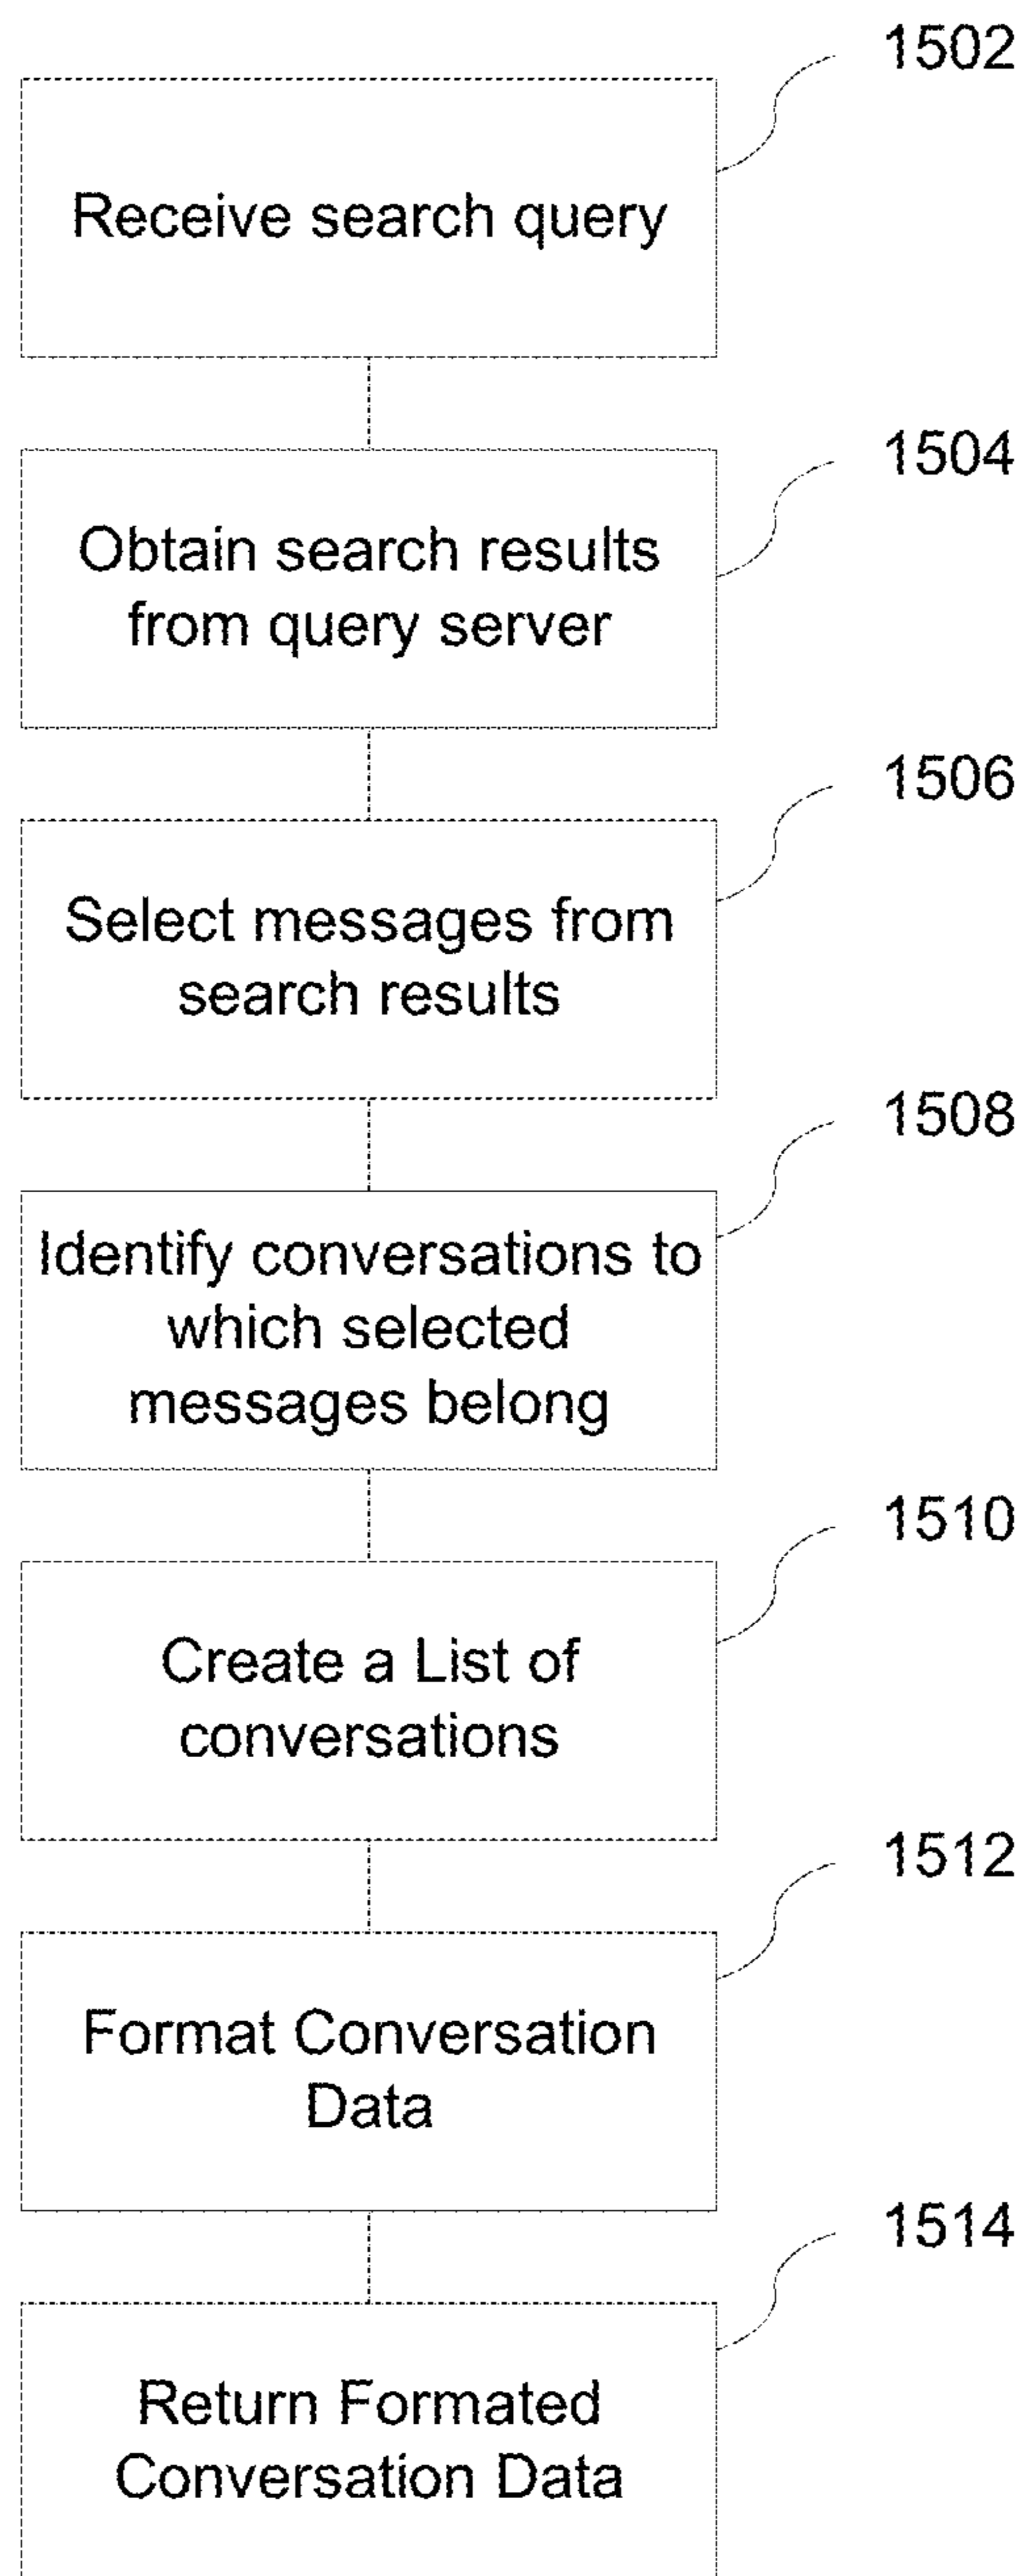 1502
Receive search query
1504
Obtain search results
from query server
1506
Select messages from
search results
1508
Identify conversations to
which selected
messages belong
1510
Create a List of
conversations
1512
Format Conversation
Data
1514
Return Formated
Conversation Data